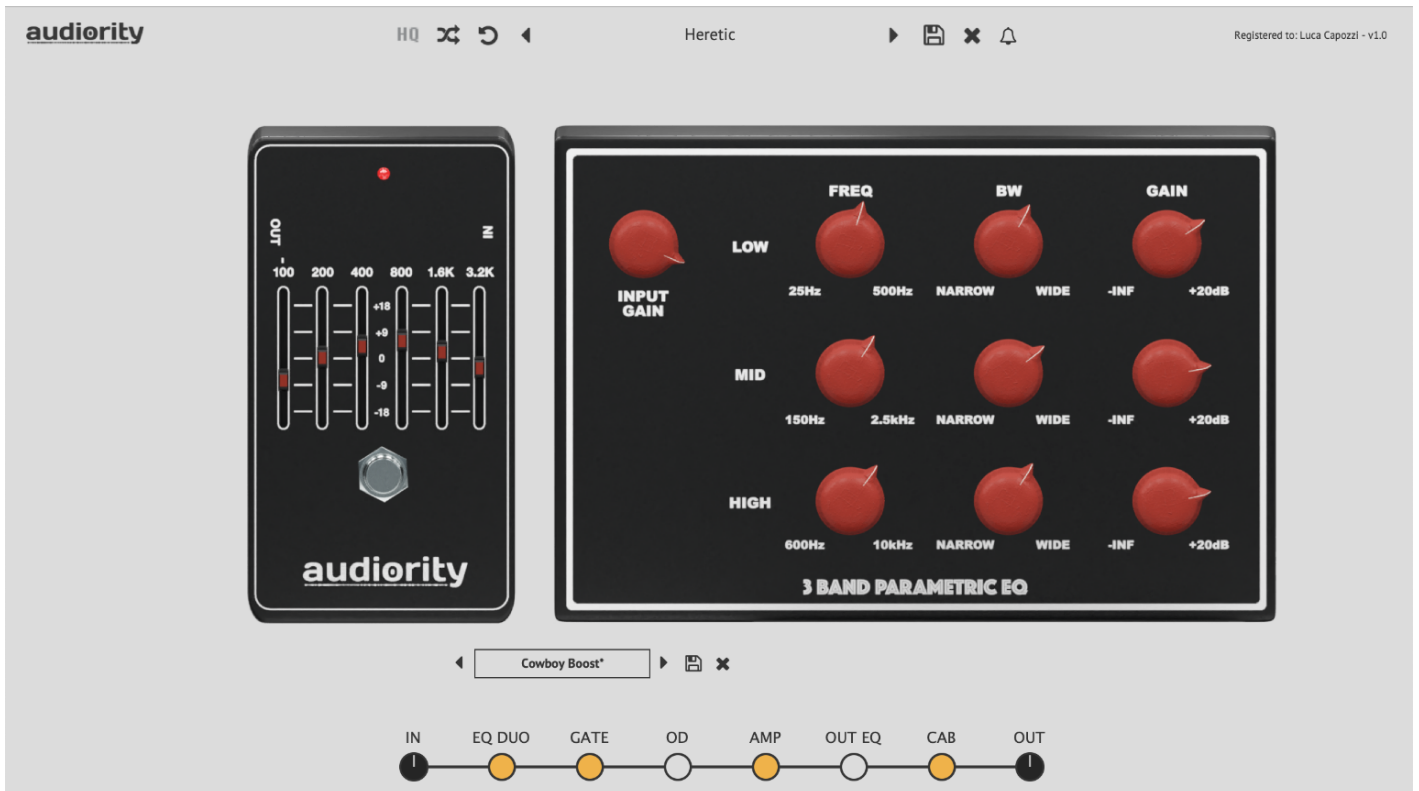 audiority
HQ
Heretic
Registered to: Luca Capozzi - v1.0
OUT
IN
-
100 200 400 800 1.6K 3.2K
+18
+9
0
-9
-18
audiority
FREQ BW GAIN
INPUT
GAIN
LOW
25Hz 500Hz NARROW WIDE -INF +20dB
MID
150Hz 2.5kHz NARROW WIDE -INF +20dB
HIGH
600Hz 10kHz NARROW WIDE -INF +20dB
3 BAND PARAMETRIC EQ
Cowboy Boost*
IN EQ DUO GATE OD AMP OUT EQ CAB OUT